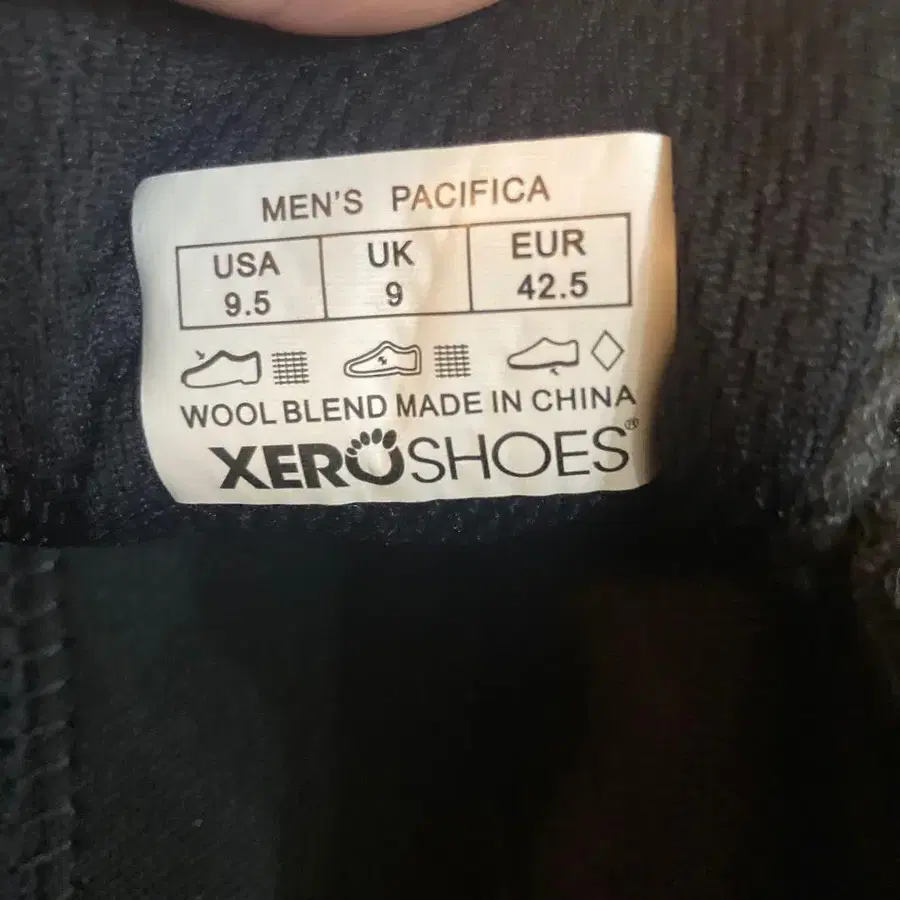 MEN'S PACIFICA
USA UK EUR
9.5 9 42.5
WOOL BLEND MADE IN CHINA
XEROSHOES®